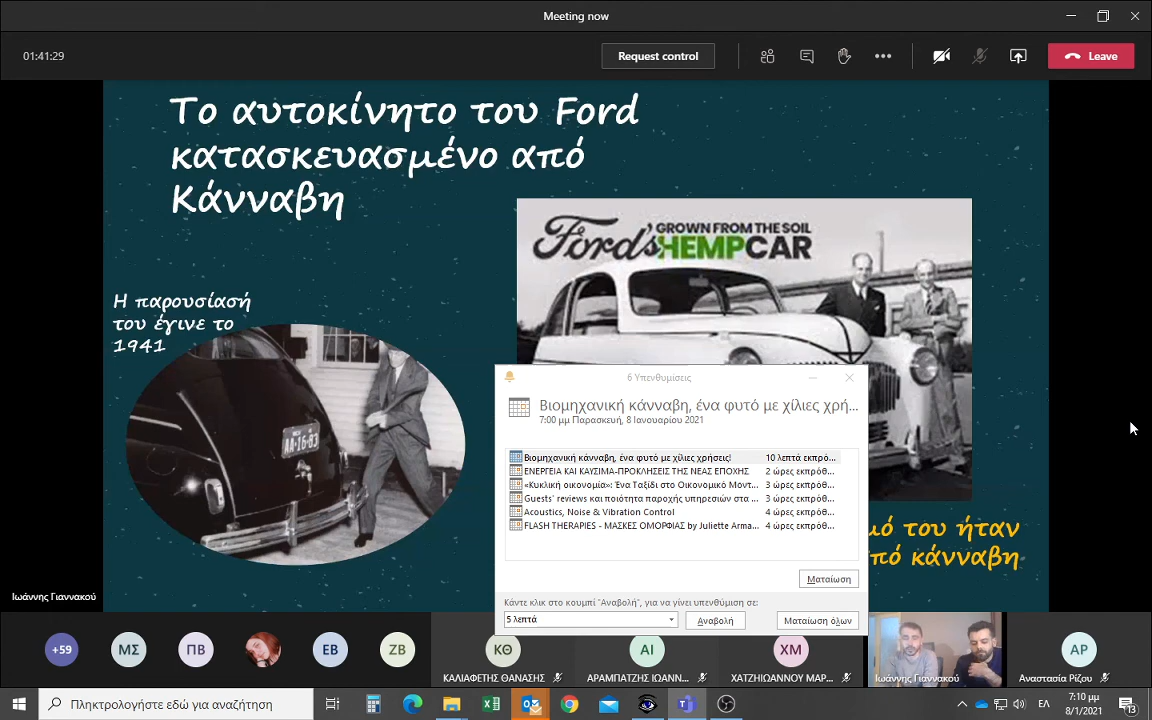 Meeting now
01:41:29
Request control
Leave
Το αυτοκίνητο του Ford
κατασκευασμένο από
Κάνναβη
Η παρουσίασή
του έγινε το
1941
AA·16·83
Ford's GROWN FROM THE SOIL
HEMPCAR
6 Υπενθυμίσεις
Βιομηχανική κάνναβη, ένα φυτό με χίλιες χρή...
7:00 μμ Παρασκευή, 8 Ιανουαρίου 2021
Βιομηχανική κάνναβη, ένα φυτό με χίλιες χρήσεις! 10 λεπτά εκπρό...
ΕΝΕΡΓΕΙΑ ΚΑΙ ΚΑΥΣΙΜΑ-ΠΡΟΚΛΗΣΕΙΣ ΤΗΣ ΝΕΑΣ ΕΠΟΧΗΣ 2 ώρες εκπρόθ...
«Κυκλική οικονομία»: Ένα Ταξίδι στο Οικονομικό Μοντ... 3 ώρες εκπρόθ...
Guests' reviews και ποιότητα παροχής υπηρεσιών στα ... 3 ώρες εκπρόθ...
Acoustics, Noise & Vibration Control 4 ώρες εκπρόθ...
FLASH THERAPIES - ΜΑΣΚΕΣ ΟΜΟΡΦΙΑΣ by Juliette Arma... 4 ώρες εκπρόθ...
Ματαίωση
Κάντε κλικ στο κουμπί "Αναβολή", για να γίνει υπενθύμιση σε:
5 λεπτά
Αναβολή
Ματαίωση όλων
μό του ήταν
πό κάνναβη
Ιωάννης Γιαννακού
+59
ΜΣ
ΠΒ
ΕΒ
ΖΒ
ΚΘ
ΚΑΛΙΑΦΕΤΗΣ ΘΑΝΑΣΗΣ
ΑΙ
ΑΡΑΜΠΑΤΖΗΣ ΙΩΑΝΝ...
ΧΜ
ΧΑΤΖΗΙΩΑΝΝΟΥ ΜΑΡ...
Ιωάννης Γιαννακού
ΑΡ
Αναστασία Ρίζου
Πληκτρολογήστε εδώ για αναζήτηση
ΕΛ
7:10 μμ
8/1/2021
13